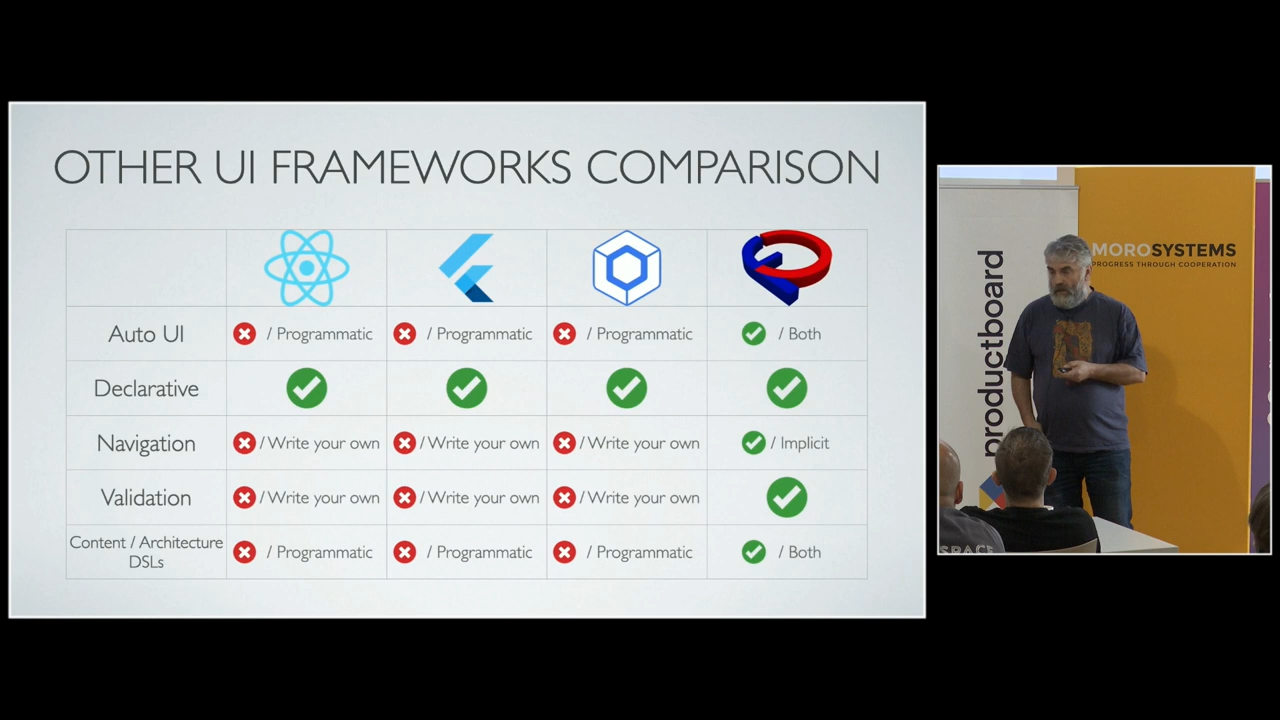 OTHER UI FRAMEWORKS COMPARISON
Auto UI / Programmatic / Programmatic / Programmatic / Both
Declarative
Navigation / Write your own / Write your own / Write your own / Implicit
Validation / Write your own / Write your own / Write your own
Content / Architecture
DSLs / Programmatic / Programmatic / Programmatic / Both
productboard
MOROSYSTEMS
PROGRESS THROUGH COOPERATION
SPACE